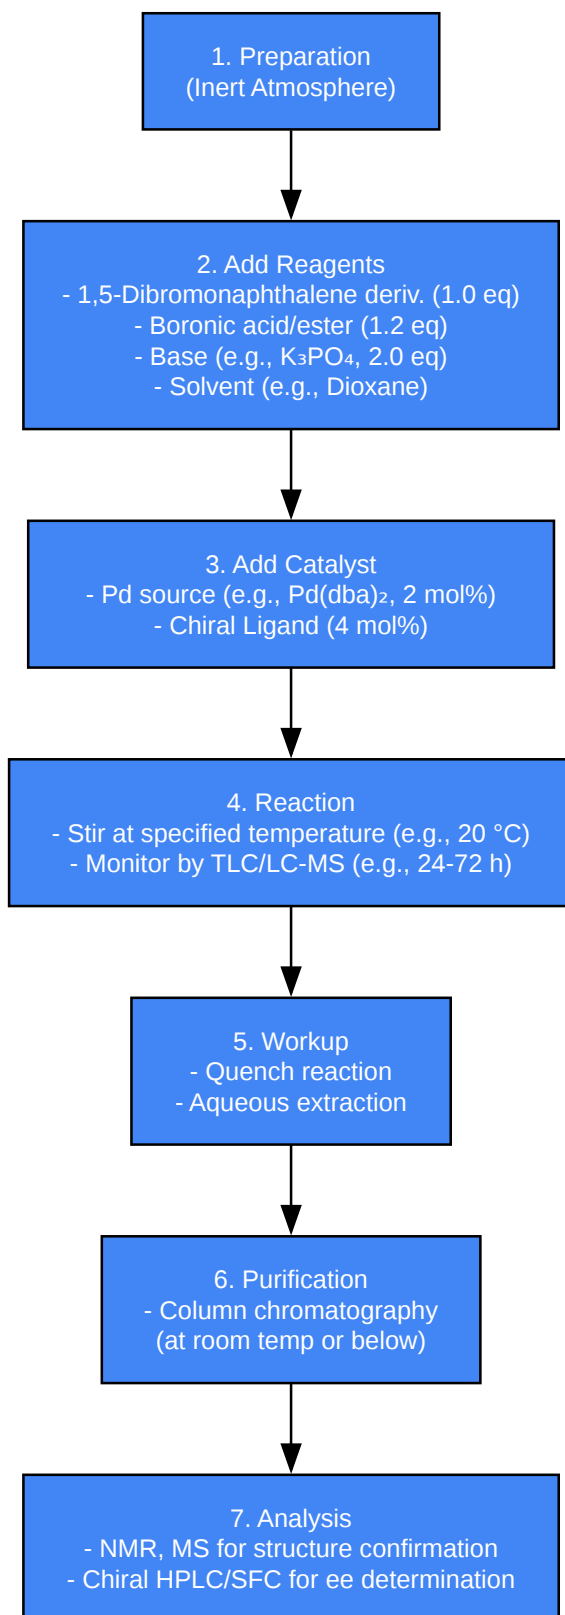 1. Preparation
(Inert Atmosphere)
2. Add Reagents
- 1,5-Dibromonaphthalene deriv. (1.0 eq)
- Boronic acid/ester (1.2 eq)
- Base (e.g., K₃PO₄, 2.0 eq)
- Solvent (e.g., Dioxane)
3. Add Catalyst
- Pd source (e.g., Pd(dba)₂, 2 mol%)
- Chiral Ligand (4 mol%)
4. Reaction
- Stir at specified temperature (e.g., 20 °C)
- Monitor by TLC/LC-MS (e.g., 24-72 h)
5. Workup
- Quench reaction
- Aqueous extraction
6. Purification
- Column chromatography
(at room temp or below)
7. Analysis
- NMR, MS for structure confirmation
- Chiral HPLC/SFC for ee determination